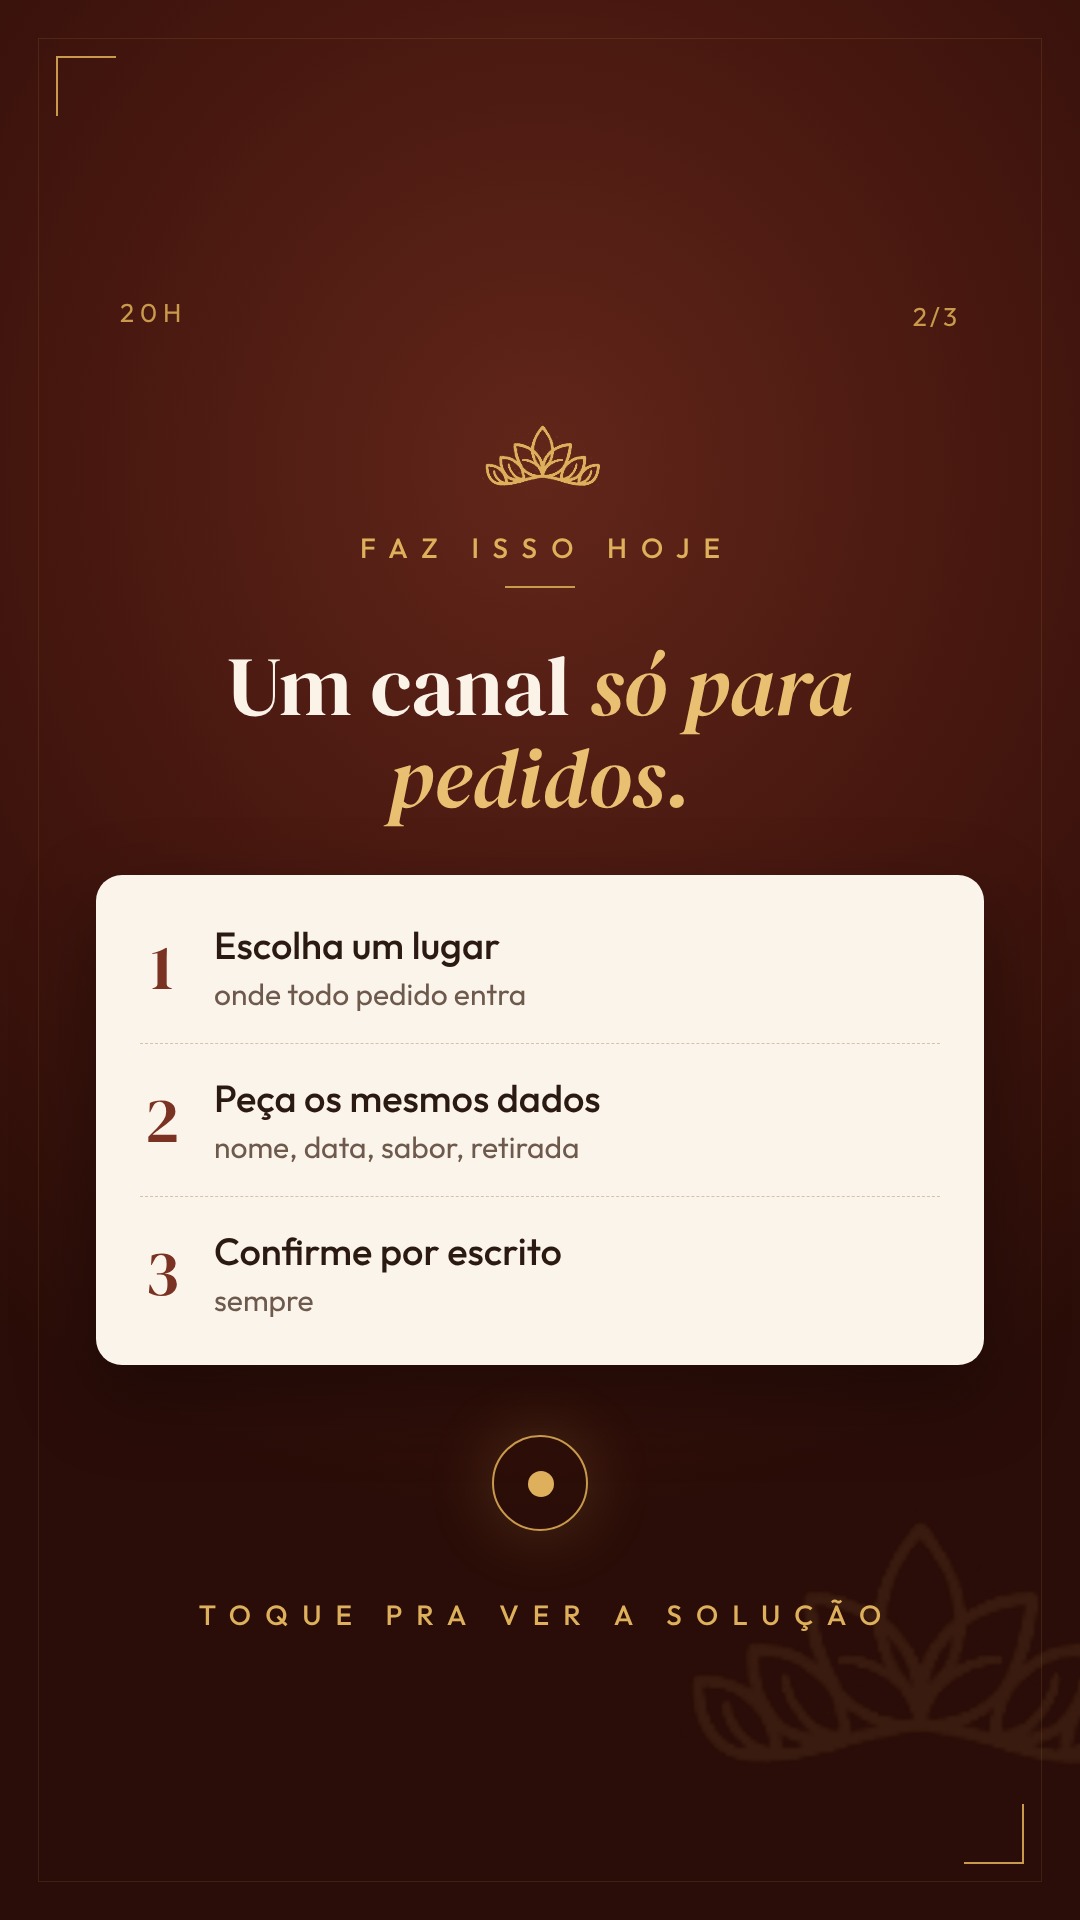 20H
2/3
FAZ ISSO HOJE
Um canal só para
pedidos.
1
Escolha um lugar
onde todo pedido entra
2
Peça os mesmos dados
nome, data, sabor, retirada
3
Confirme por escrito
sempre
TOQUE PRA VER A SOLUÇÃO